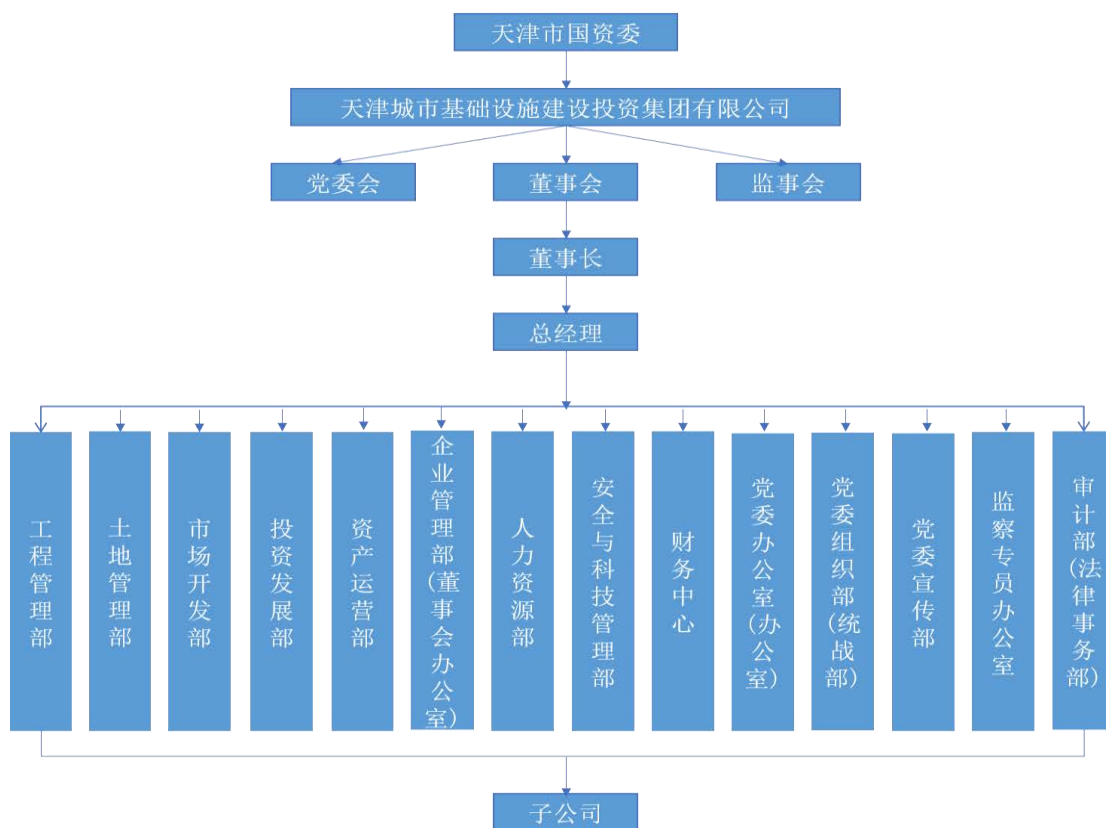 天津市国资委
天津城市基础设施建设投资集团有限公司
党委会
董事会
监事会
董事长
总经理
工程管理部
土地管理部
市场开发部
投资发展部
资产运营部
企业管理部(董事会办公室)
人力资源部
安全与科技管理部
财务中心
党委办公室(办公室)
党委组织部(统战部)
党委宣传部
监察专员办公室
审计部(法律事务部)
子公司